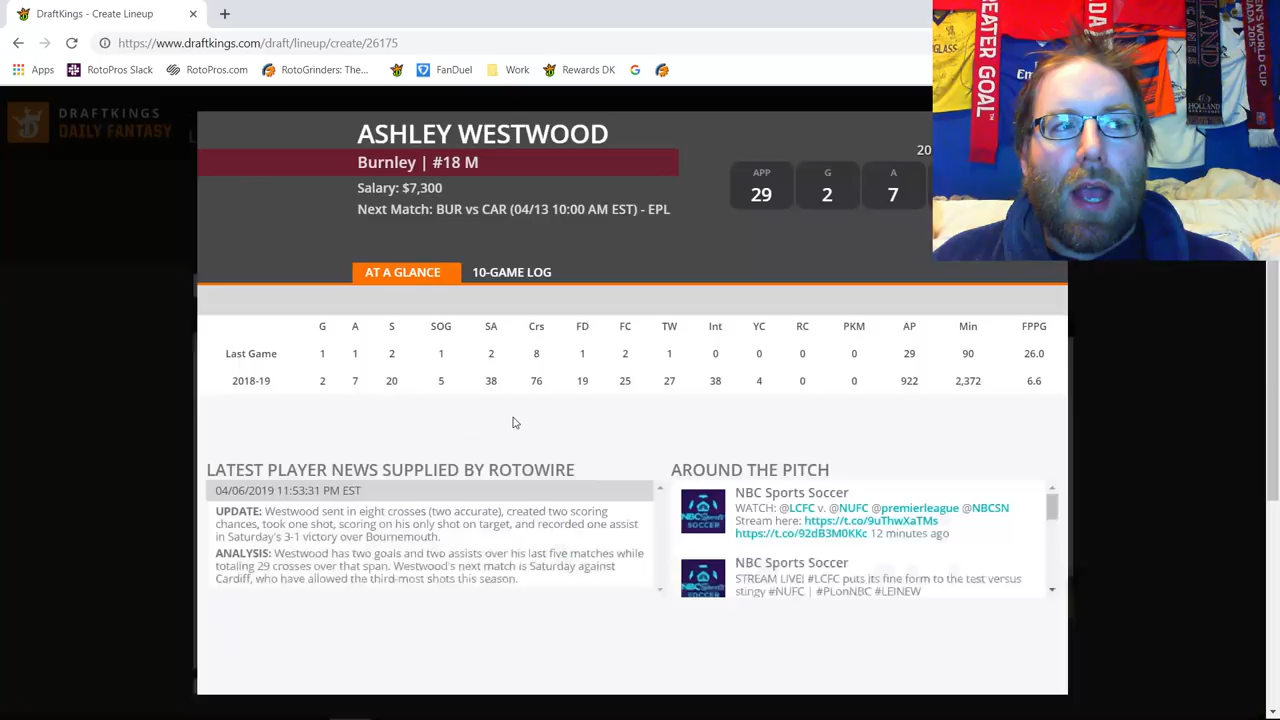 DraftKings - Create Lineup
https://www.draftkings.com/draft/lineup/create/26175
Apps
RotoPros Slack
RotoPros.com
RotoGrinders: The...
FanDuel
Work
Rewards DK
DRAFTKINGS
DAILY FANTASY
ASHLEY WESTWOOD
Burnley | #18 M
Salary: $7,300
Next Match: BUR vs CAR (04/13 10:00 AM EST) - EPL
20
APP G A
29 2 7
AT A GLANCE 10-GAME LOG
G A S SOG SA Crs FD FC TW Int YC RC PKM AP Min FPPG
Last Game 1 1 2 1 2 8 1 2 1 0 0 0 0 29 90 26.0
2018-19 2 7 20 5 38 76 19 25 27 38 4 0 0 922 2,372 6.6
LATEST PLAYER NEWS SUPPLIED BY ROTOWIRE
04/06/2019 11:53:31 PM EST
UPDATE: Westwood sent in eight crosses (two accurate), created two scoring
chances, took one shot, scoring on his only shot on target, and recorded one assist
in Saturday's 3-1 victory over Bournemouth.
ANALYSIS: Westwood has two goals and two assists over his last five matches while
totaling 29 crosses over that span. Westwood's next match is Saturday against
Cardiff, who have allowed the third-most shots this season.
AROUND THE PITCH
NBC Sports Soccer
WATCH: @LCFC v. @NUFC @premierleague @NBCSN
Stream here: https://t.co/9uThwXaTMs
https://t.co/92dB3M0KKc 12 minutes ago
NBC Sports Soccer
STREAM LIVE! #LCFC puts its fine form to the test versus
stingy #NUFC | #PLonNBC #LEINEW
EATER GOAL™
HOLLAND